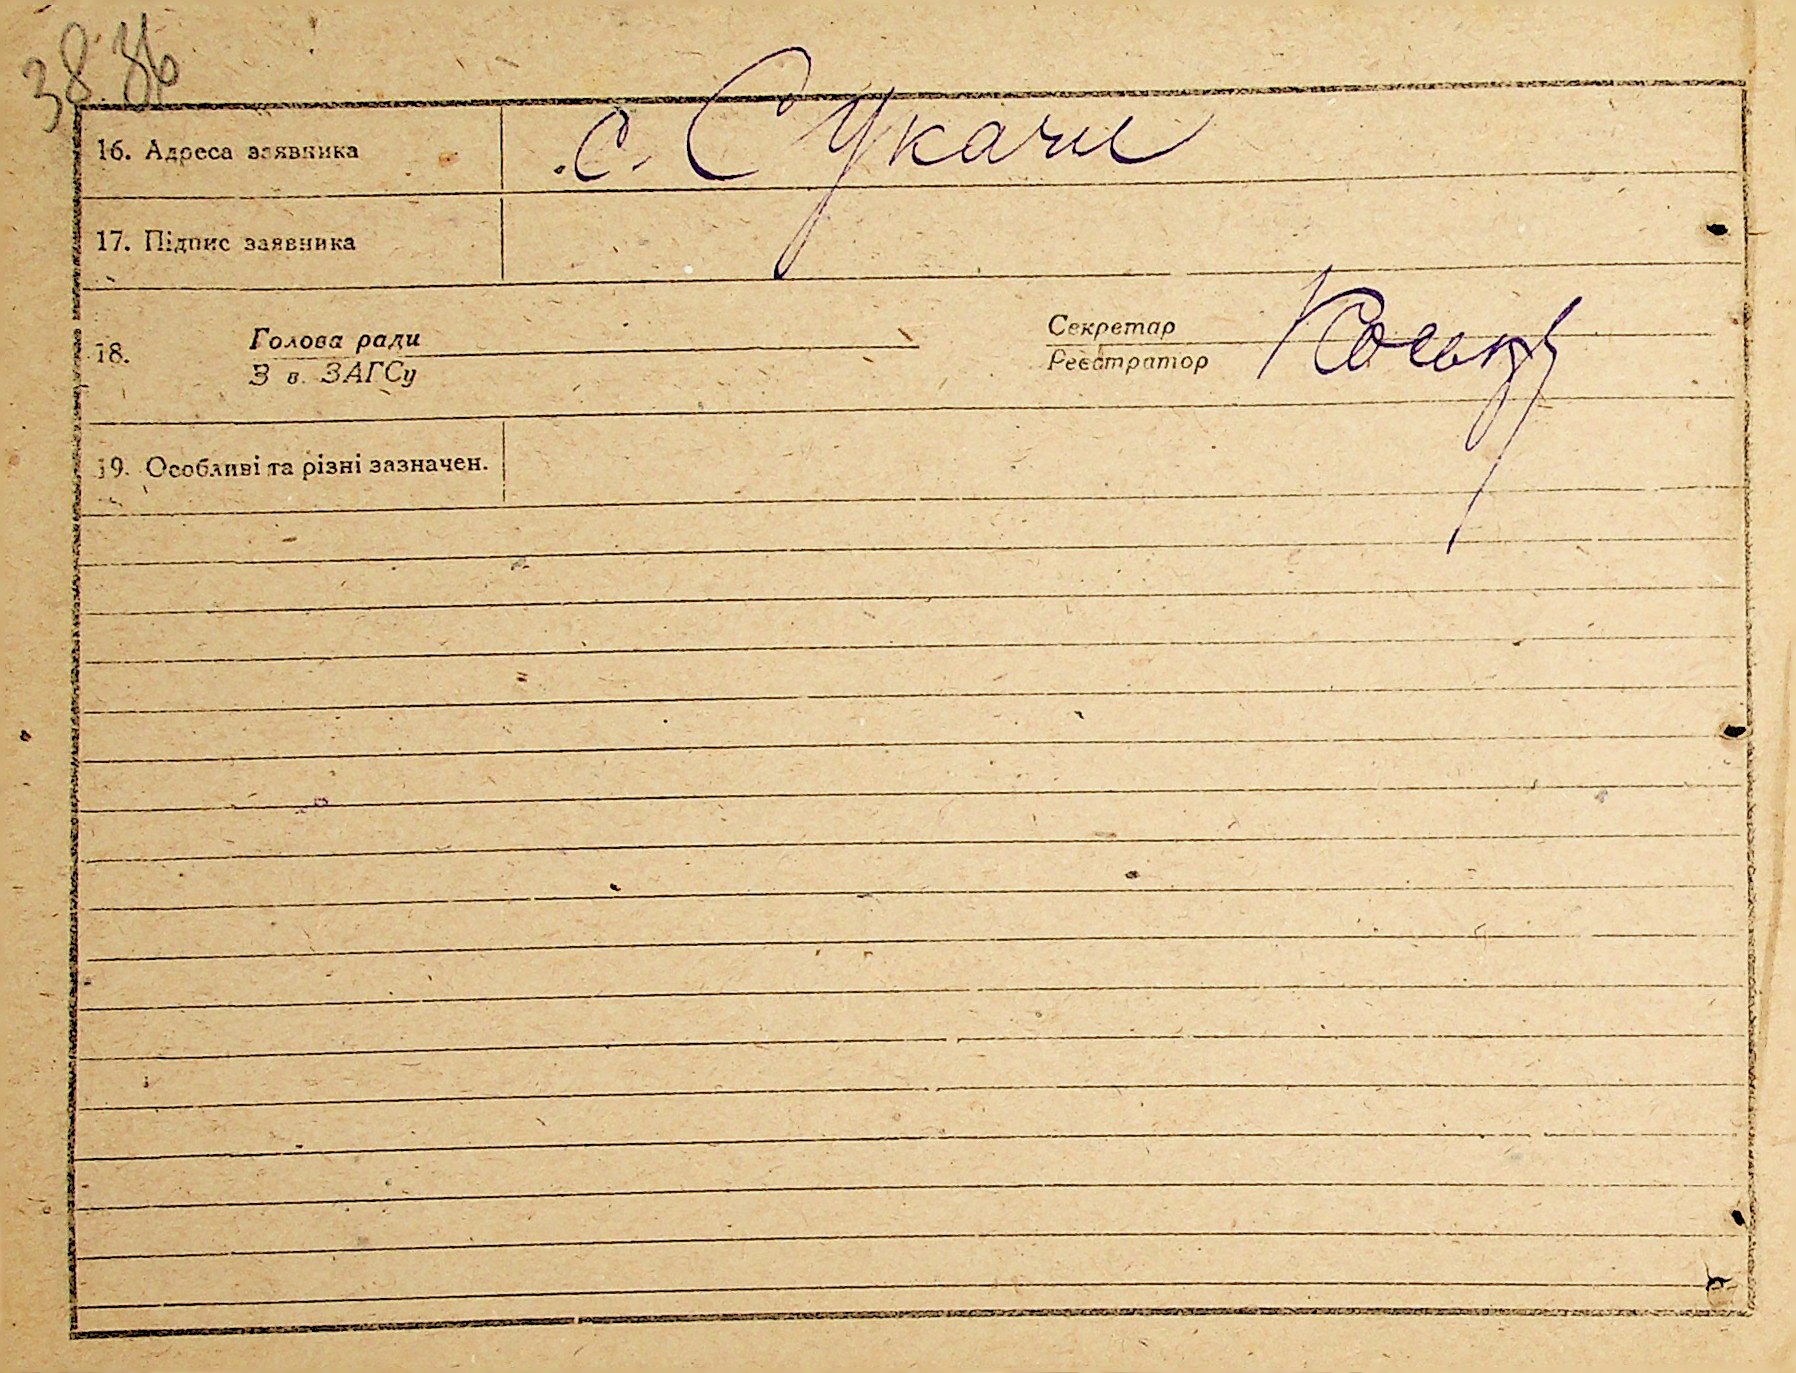 38
16. Адреса заявника с. Сукачи
17. Підпис заявника
18. Голова ради Секретар
З в. ЗАГСу Реєстратор
19. Особливі та різні зазначен.